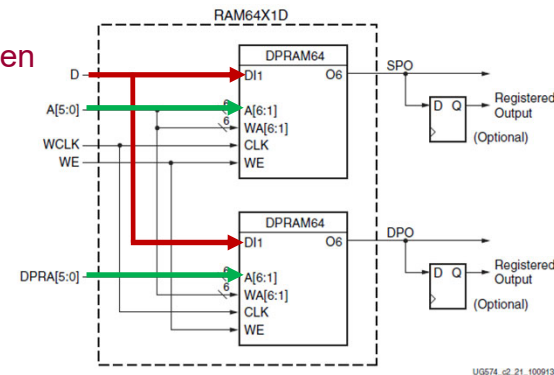 RAM64X1D
en
DPRAM64
SPO
D
DI1
O6
A[5:0]
A[6:1]
D Q
Registered
Output
6
WA[6:1]
(Optional)
WCLK
CLK
WE
WE
DPRAM64
DPO
DI1
O6
DPRA[5:0]
A[6:1]
D Q
Registered
Output
6
WA[6:1]
(Optional)
CLK
WE
UG574_c2_21_100913